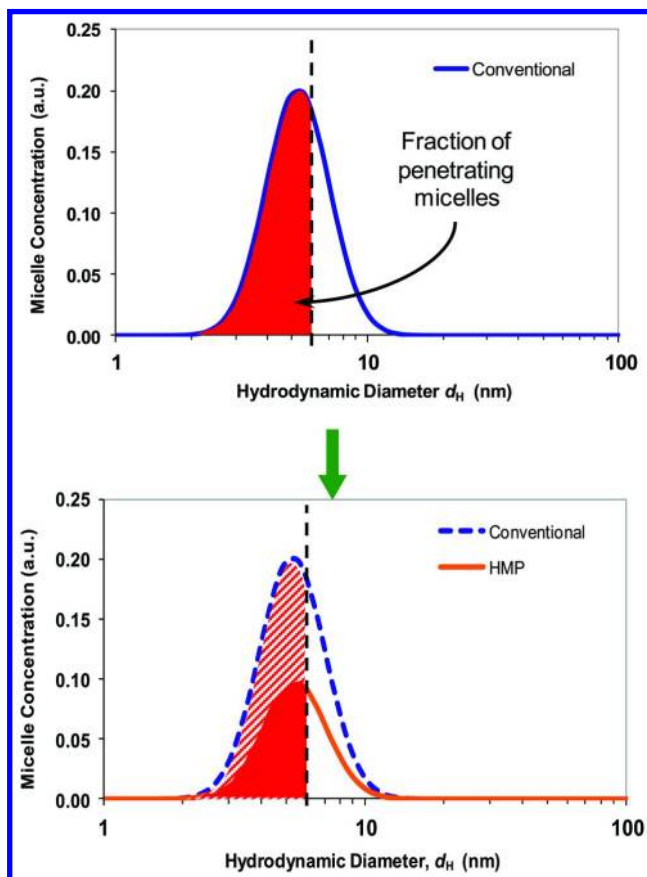 0.25
0.20
0.15
0.10
0.05
0.00
Micelle Concentration (a.u.)
Conventional
Fraction of
penetrating
micelles
1
10
100
Hydrodynamic Diameter dH (nm)
0.25
0.20
0.15
0.10
0.05
0.00
Micelle Concentration (a.u.)
Conventional
HMP
1
10
100
Hydrodynamic Diameter, dH (nm)